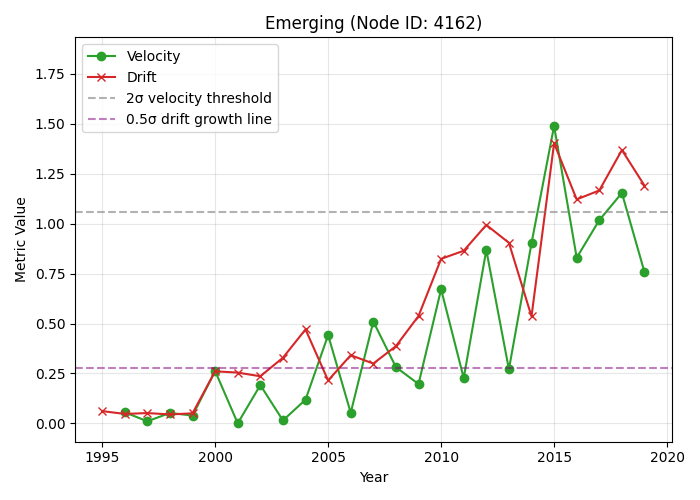 Emerging (Node ID: 4162)
Velocity
Drift
2σ velocity threshold
0.5σ drift growth line
1.75
1.50
1.25
1.00
0.75
0.50
0.25
0.00
Metric Value
1995
2000
2005
2010
2015
2020
Year